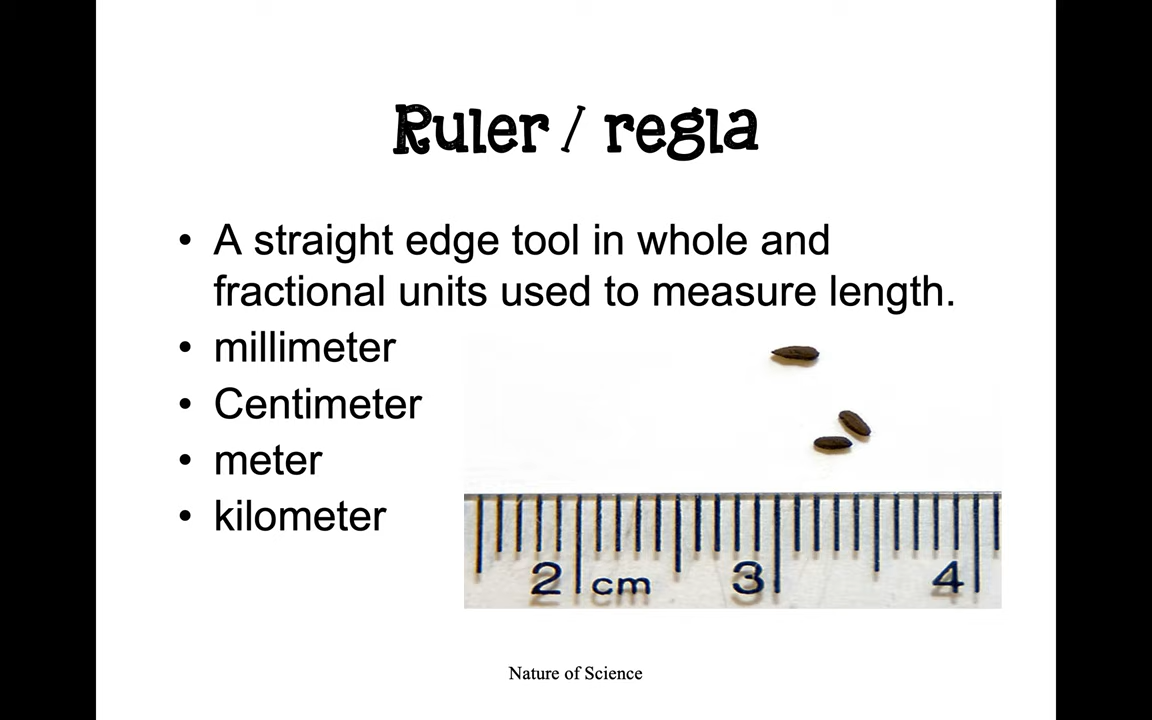 Ruler / regla
• A straight edge tool in whole and
fractional units used to measure length.
• millimeter
• Centimeter
• meter
• kilometer
2 cm 3 4
Nature of Science